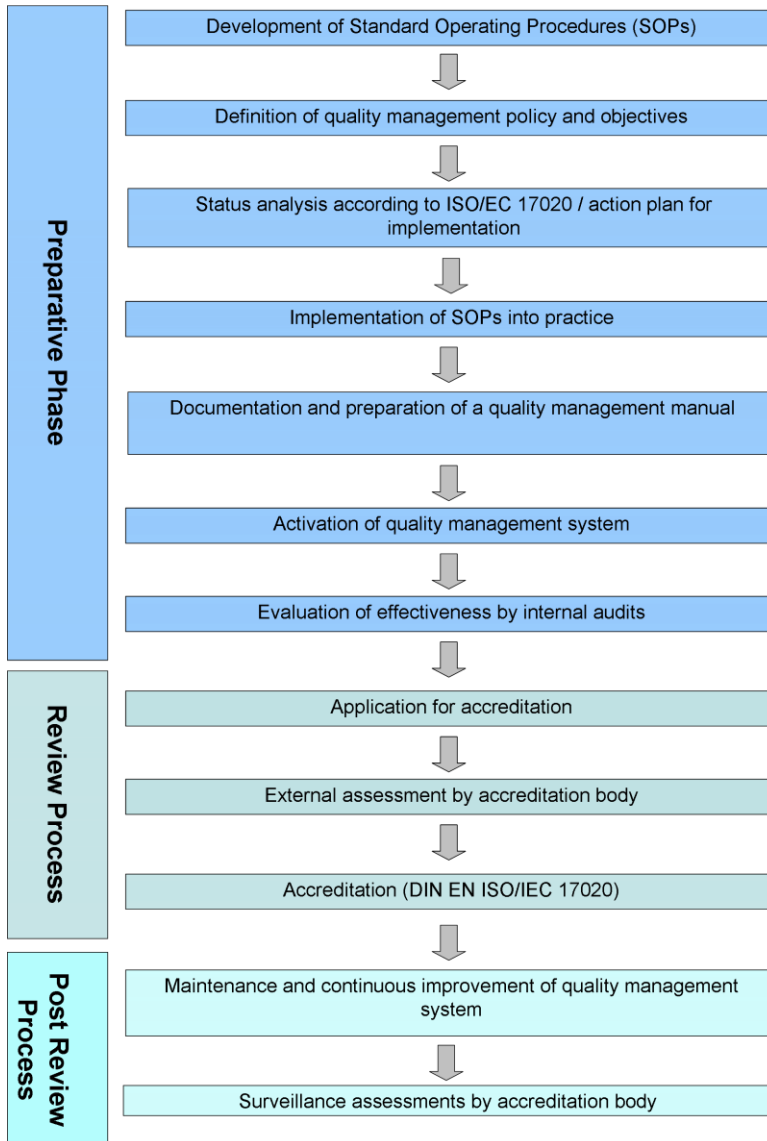 Preparative Phase
Development of Standard Operating Procedures (SOPs)
Definition of quality management policy and objectives
Status analysis according to ISO/EC 17020 / action plan for
implementation
Implementation of SOPs into practice
Documentation and preparation of a quality management manual
Activation of quality management system
Evaluation of effectiveness by internal audits
Review Process
Application for accreditation
External assessment by accreditation body
Accreditation (DIN EN ISO/IEC 17020)
Post Review
Process
Maintenance and continuous improvement of quality management
system
Surveillance assessments by accreditation body